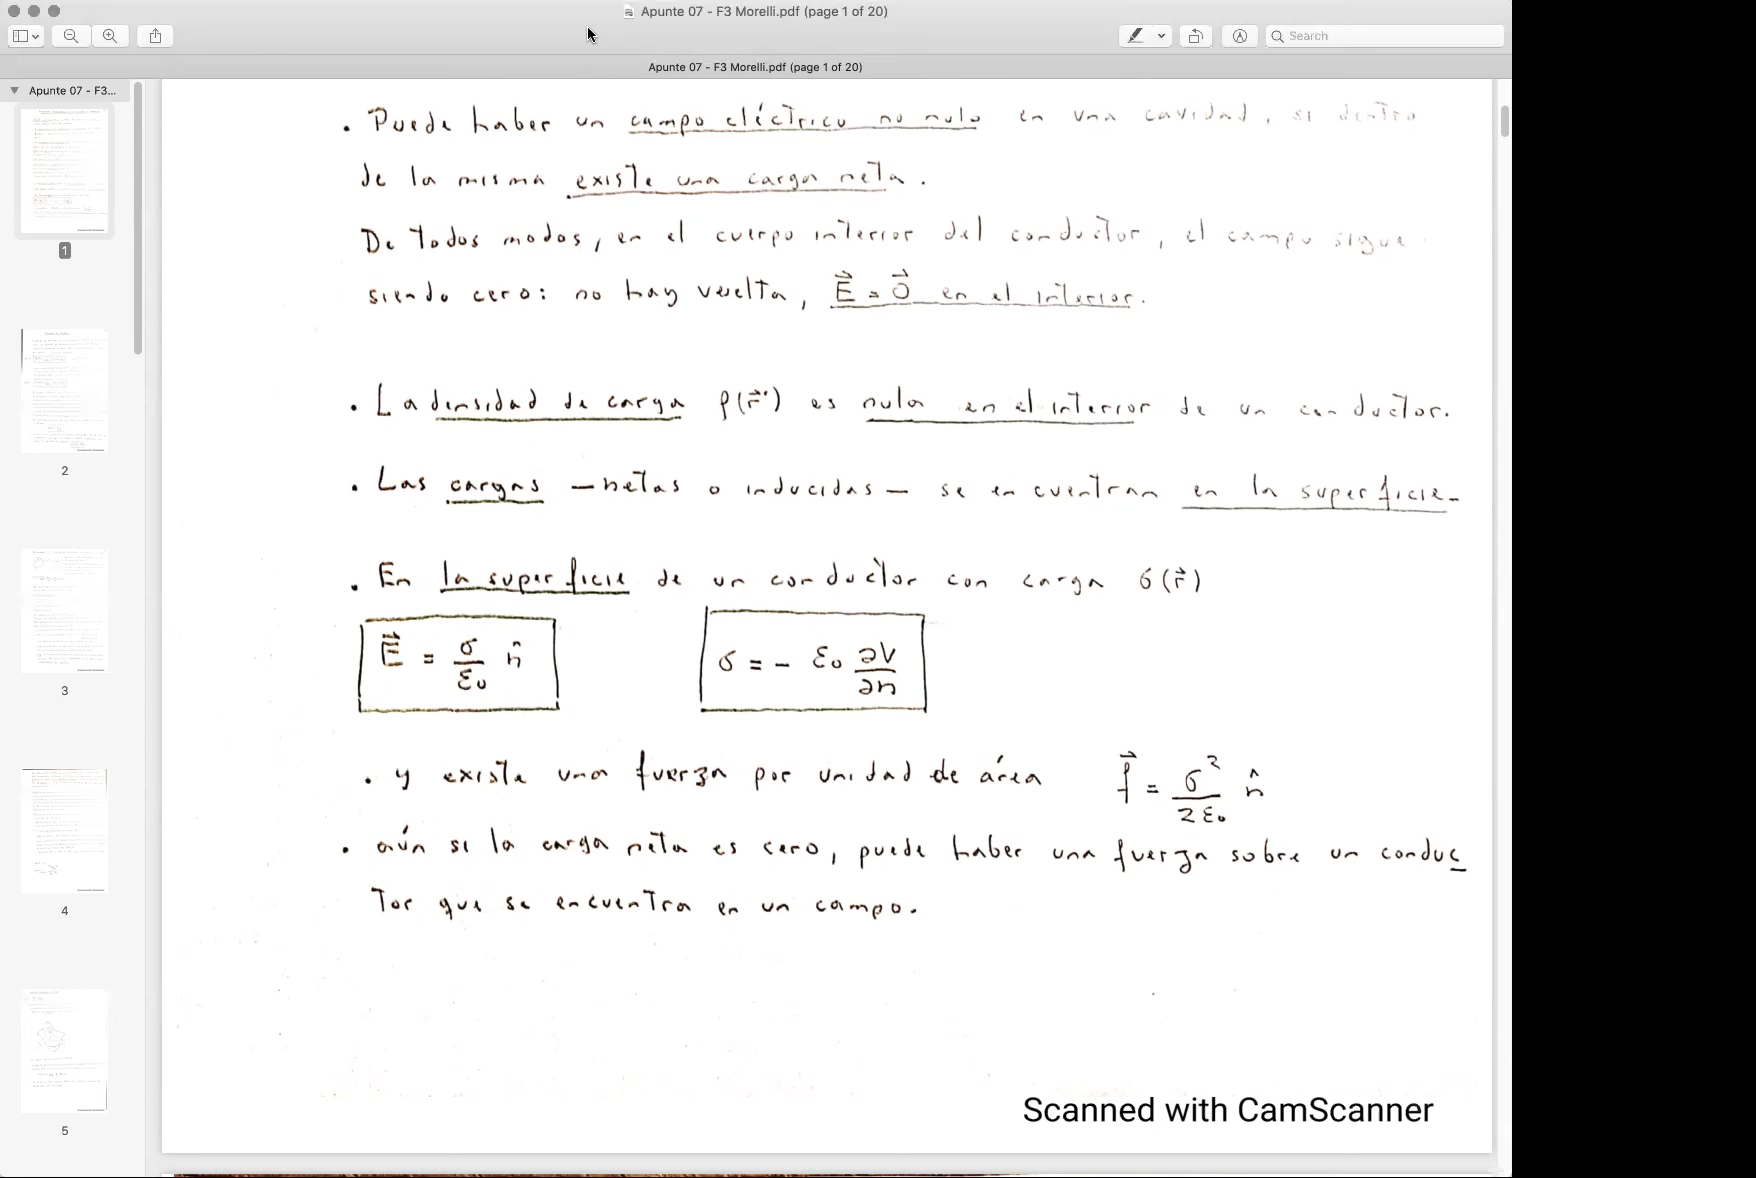 Apunte 07 - F3 Morelli.pdf (page 1 of 20)
Search
Apunte 07 - F3 Morelli.pdf (page 1 of 20)
Apunte 07 - F3...
1
2
3
4
5
• Puede haber un campo eléctrico no nulo en una cavidad, si dentro
de la misma existe una carga neta.
De todos modos, en el cuerpo interior del conductor, el campo sigue
siendo cero: no hay vuelta, E⃗ = 0⃗ en el interior.
• La densidad de carga ρ(r⃗') es nula en el interior de un conductor.
• Las cargas — netas o inducidas — se encuentran en la superficie-
• En la superficie de un conductor con carga σ(r⃗)
E⃗ = σ/ε₀ n̂    σ = - ε₀ ∂V/∂n
• y existe una fuerza por unidad de área f⃗ = σ²/2ε₀ n̂
• aún si la carga neta es cero, puede haber una fuerza sobre un conduc
tor que se encuentra en un campo.
Scanned with CamScanner